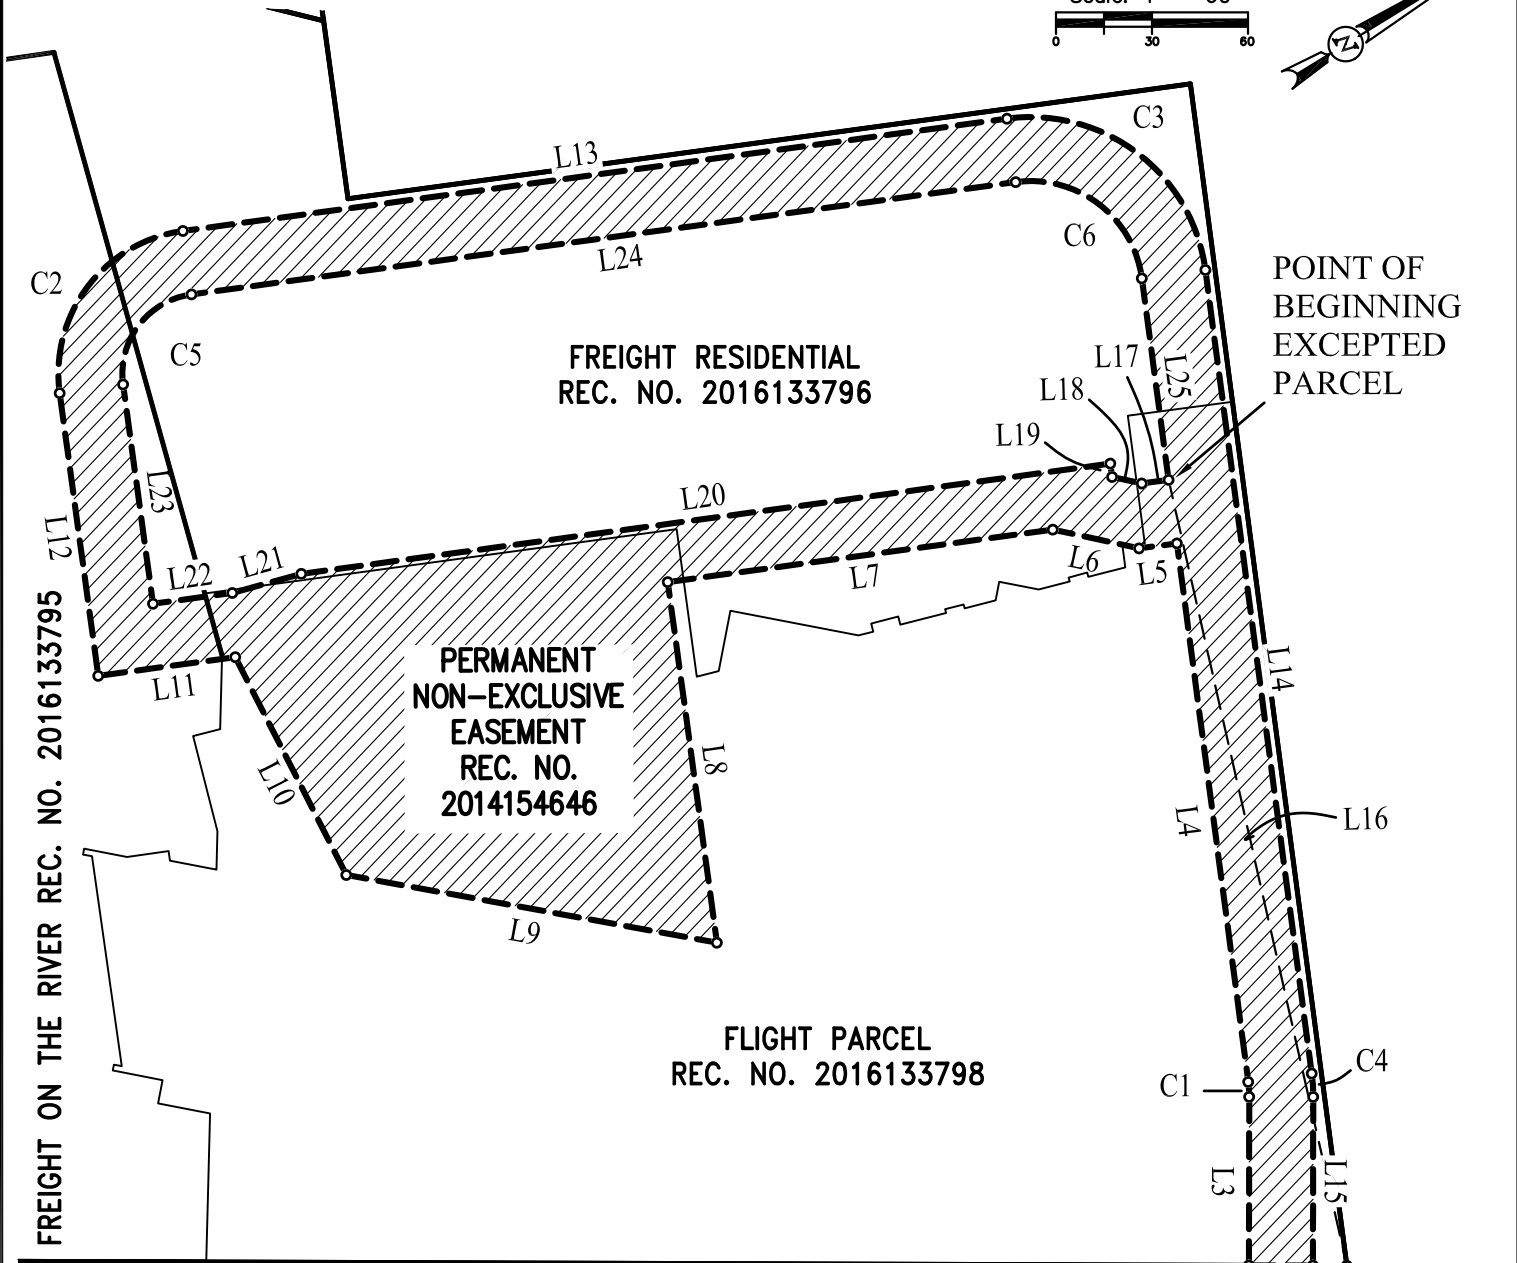 0 30 60
N
C3
L13
C6
L24
C2
C5
POINT OF
BEGINNING
EXCEPTED
PARCEL
FREIGHT RESIDENTIAL
REC. NO. 2016133796
L17
L25
L18
L19
L20
L23
L12
L21
L22
L7
L6
L5
L11
PERMANENT
NON-EXCLUSIVE
EASEMENT
REC. NO.
2014154646
L14
L8
L10
L4
L16
L9
FREIGHT ON THE RIVER REC. NO. 2016133795
FLIGHT PARCEL
REC. NO. 2016133798
C1
C4
L3
L15